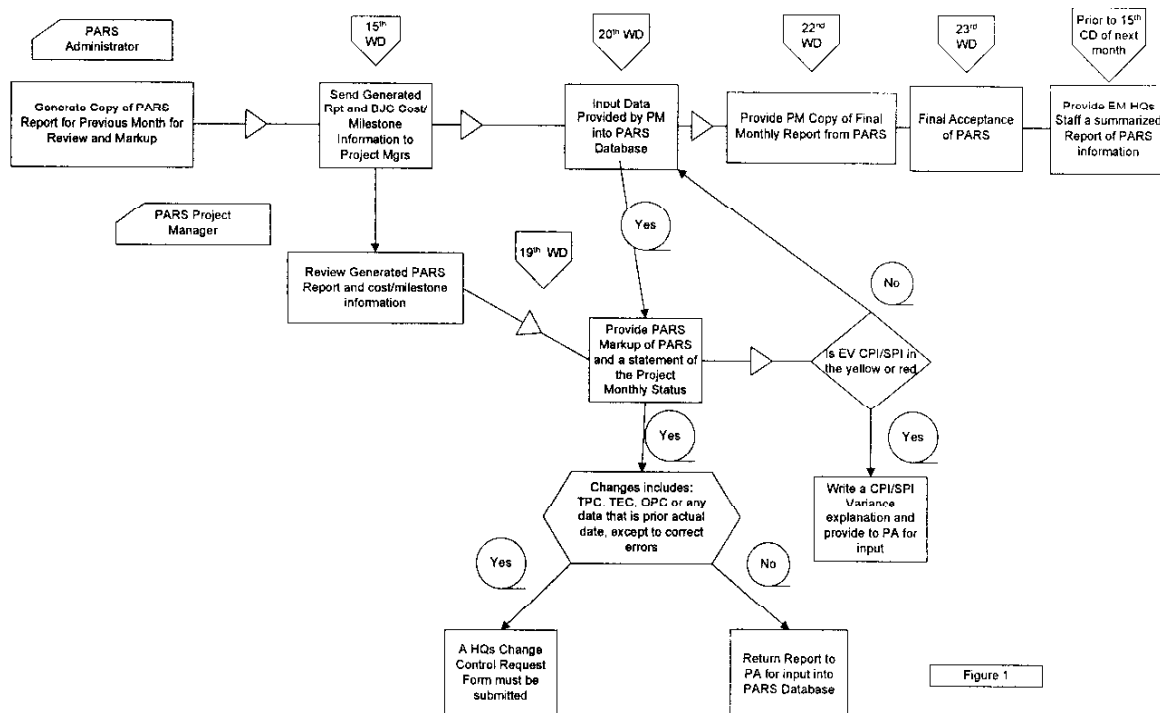 PARS
Administrator
15th
WD
20th WD
22nd
WD
23rd
WD
Prior to 15th
CD of next
month
Generate Copy of PARS
Report for Previous Month for
Review and Markup
Send Generated
Rpt and BJC Cost/
Milestone
Information to
Project Mgrs
Input Data
Provided by PM
into PARS
Database
Provide PM Copy of Final
Monthly Report from PARS
Final Acceptance
of PARS
Provide EM HQs
Staff a summarized
Report of PARS
information
PARS Project
Manager
Yes
19th WD
Review Generated PARS
Report and cost/milestone
information
No
Provide PARS
Markup of PARS
and a statement of
the Project
Monthly Status
Is EV CPI/SPI in
the yellow or red
Yes
Yes
Changes includes:
TPC, TEC, OPC or any
data that is prior actual
date, except to correct
errors
Write a CPI/SPI
Variance
explanation and
provide to PA for
input
Yes
No
A HQs Change
Control Request
Form must be
submitted
Return Report to
PA for input into
PARS Database
Figure 1